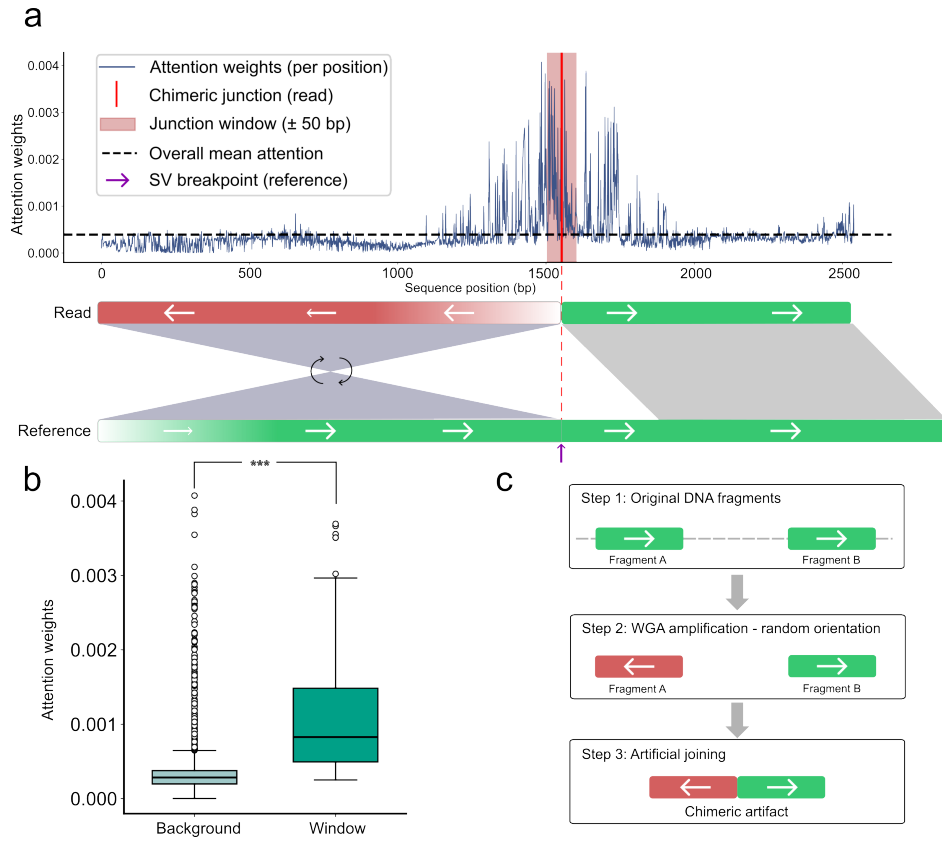 a
Attention weights (per position)
Chimeric junction (read)
Junction window (± 50 bp)
Overall mean attention
SV breakpoint (reference)
Attention weights
0.004
0.003
0.002
0.001
0.000
0
500
1000
1500
2000
2500
Sequence position (bp)
Read
Reference
b
***
Attention weights
0.004
0.003
0.002
0.001
0.000
Background
Window
c
Step 1: Original DNA fragments
Fragment A
Fragment B
Step 2: WGA amplification - random orientation
Fragment A
Fragment B
Step 3: Artificial joining
Chimeric artifact